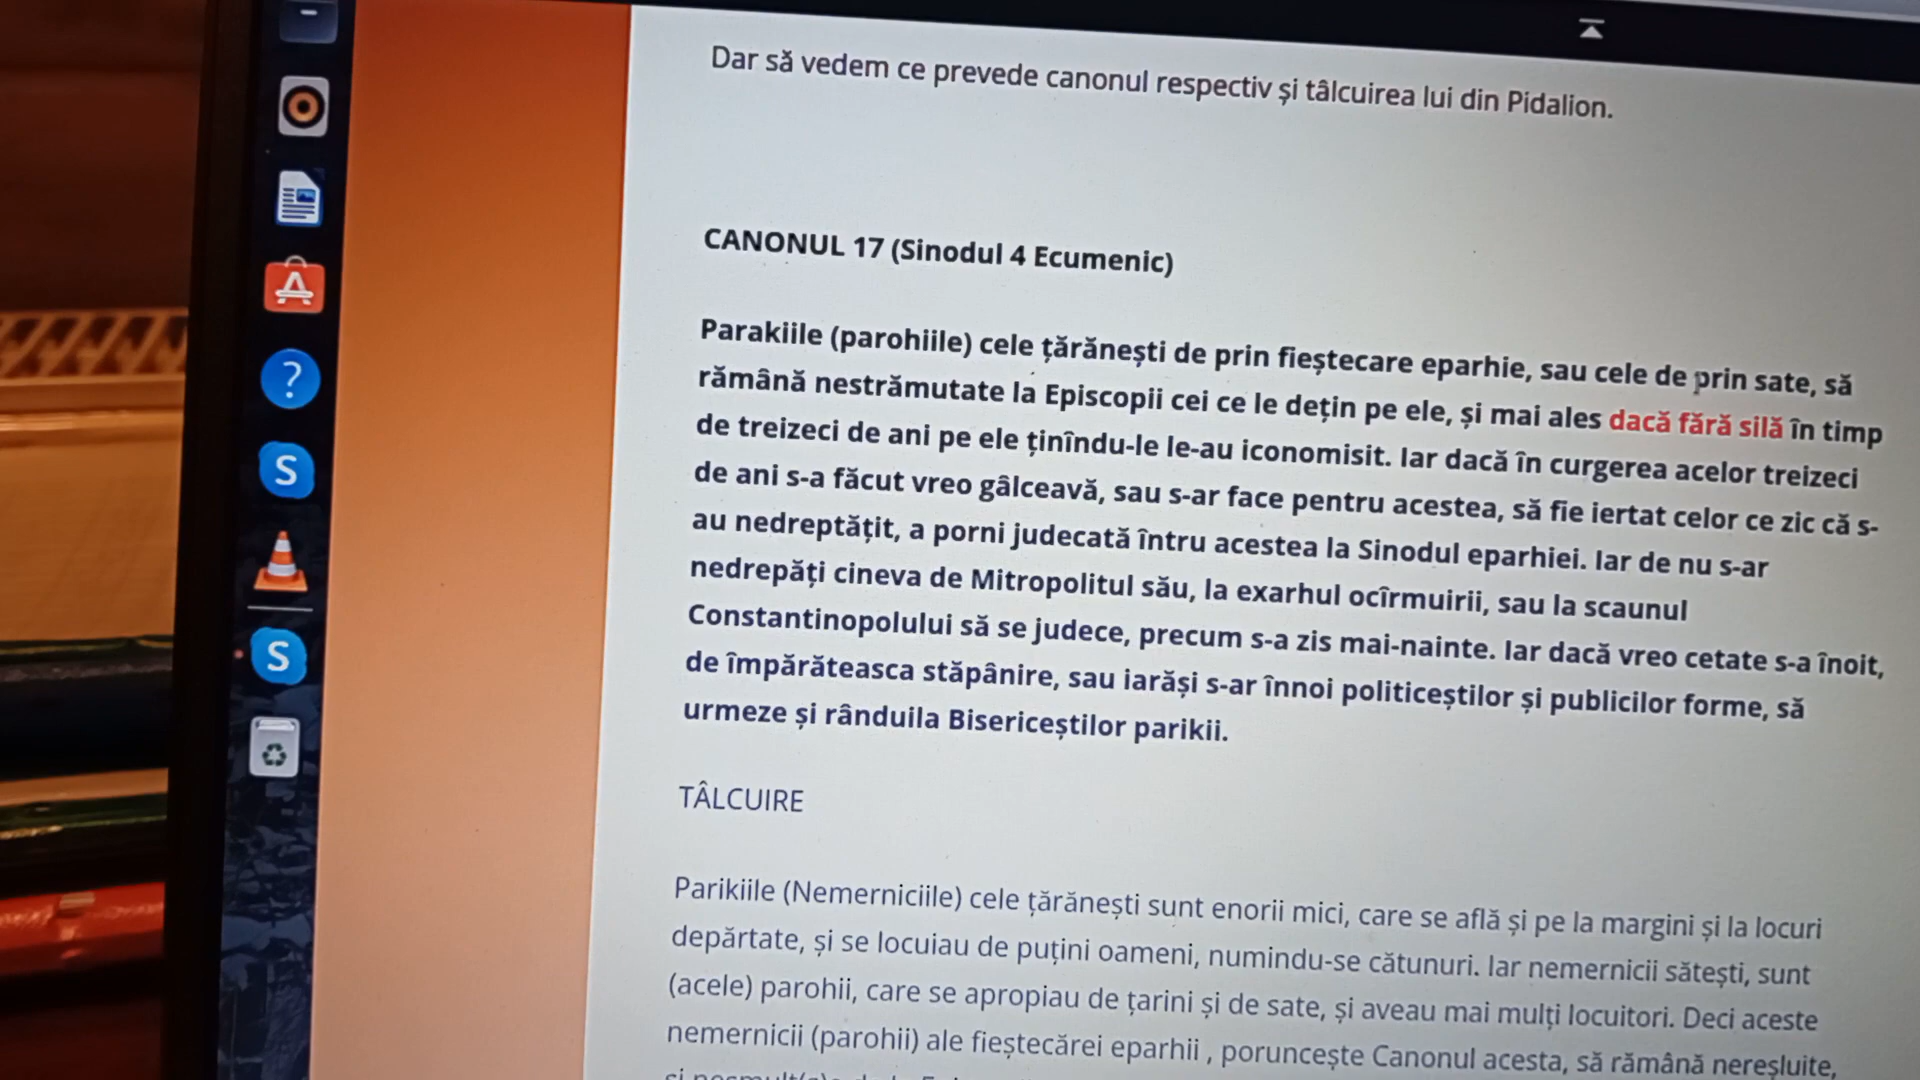 Dar să vedem ce prevede canonul respectiv și tâlcuirea lui din Pidalion.
CANONUL 17 (Sinodul 4 Ecumenic)
Parakiile (parohiile) cele țărănești de prin fieștecare eparhie, sau cele de prin sate, să
rămână nestrămutate la Episcopii cei ce le dețin pe ele, și mai ales dacă fără silă în timp
de treizeci de ani pe ele ținîndu-le le-au iconomisit. Iar dacă în curgerea acelor treizeci
de ani s-a făcut vreo gâlceavă, sau s-ar face pentru acestea, să fie iertat celor ce zic că s-
au nedreptățit, a porni judecată întru acestea la Sinodul eparhiei. Iar de nu s-ar
nedrepăți cineva de Mitropolitul său, la exarhul ocîrmuirii, sau la scaunul
Constantinopolului să se judece, precum s-a zis mai-nainte. Iar dacă vreo cetate s-a înoit,
de împărăteasca stăpânire, sau iarăși s-ar înnoi politiceștilor și publicilor forme, să
urmeze și rânduila Bisericeștilor parikii.
TÂLCUIRE
Parikiile (Nemerniciile) cele țărănești sunt enorii mici, care se află și pe la margini și la locuri
depărtate, și se locuiau de puțini oameni, numindu-se cătunuri. Iar nemernicii sătești, sunt
(acele) parohii, care se apropiau de țarini și de sate, și aveau mai mulți locuitori. Deci aceste
nemernicii (parohii) ale fieștecărei eparhii , poruncește Canonul acesta, să rămână nereșluite,